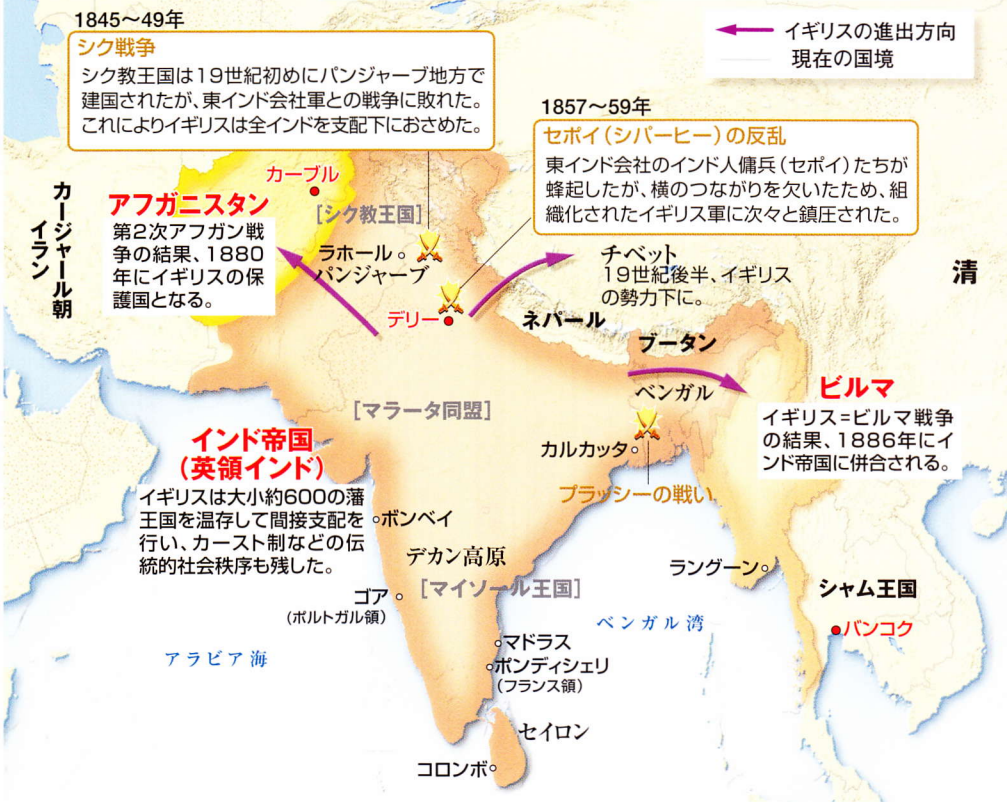 1845～49年
シク戦争
シク教王国は19世紀初めにパンジャーブ地方で
建国されたが、東インド会社軍との戦争に敗れた。
これによりイギリスは全インドを支配下におさめた。
イギリスの進出方向
現在の国境
1857～59年
セポイ(シパーヒー)の反乱
東インド会社のインド人傭兵(セポイ)たちが
蜂起したが、横のつながりを欠いたため、組
織化されたイギリス軍に次々と鎮圧された。
カージャール朝
イラン
アフガニスタン
第2次アフガン戦
争の結果、1880
年にイギリスの保
護国となる。
カーブル
[シク教王国]
ラホール
パンジャーブ
デリー
チベット
19世紀後半、イギリス
の勢力下に。
清
ネパール
ブータン
ベンガル
ビルマ
イギリス=ビルマ戦争
の結果、1886年にイ
ンド帝国に併合される。
[マラータ同盟]
カルカッタ
プラッシーの戦い
インド帝国
(英領インド)
イギリスは大小約600の藩
王国を温存して間接支配を
行い、カースト制などの伝
統的社会秩序も残した。
ボンベイ
デカン高原
[マイソール王国]
ゴア
(ポルトガル領)
ラングーン
シャム王国
バンコク
ベンガル湾
アラビア海
マドラス
ポンディシェリ
(フランス領)
セイロン
コロンボ